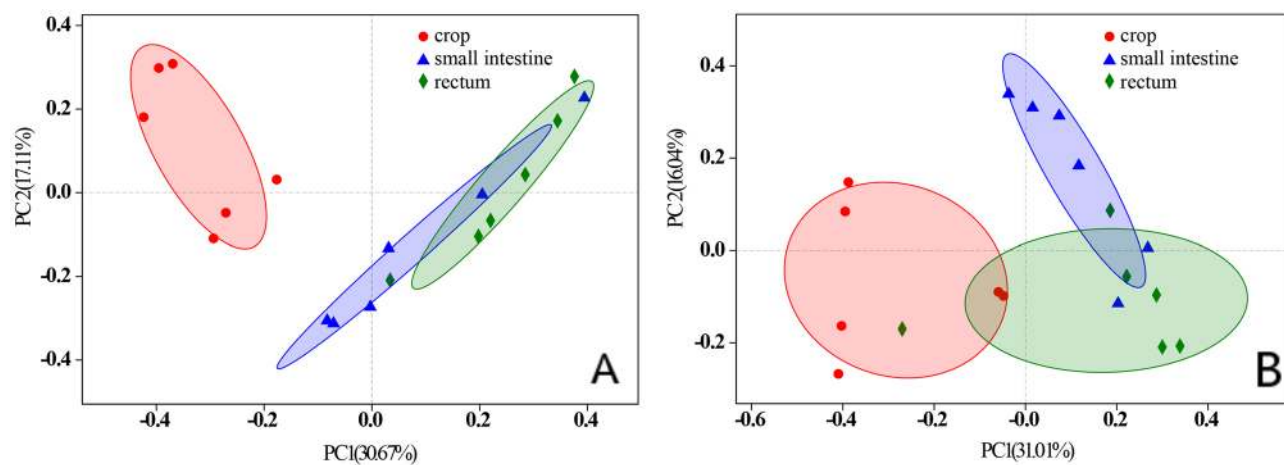 0.4
0.2
0.0
-0.2
-0.4
PC2(17.11%)
crop
small intestine
rectum
A
-0.4
-0.2
0.0
0.2
0.4
PC1(30.67%)
0.4
0.2
0.0
-0.2
PC2(16.04%)
crop
small intestine
rectum
B
-0.6
-0.4
-0.2
-0.0
0.2
0.4
PC1(31.01%)